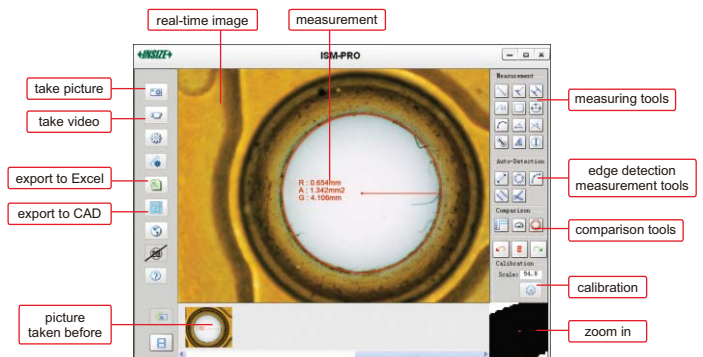 real-time image
measurement
INSIZE
ISM-PRO
take picture
take video
export to Excel
export to CAD
picture
taken before
R : 0.654mm
A : 1.342mm2
G : 4.106mm
Measurement
measuring tools
Auto-Detection
edge detection
measurement tools
Comparison
comparison tools
Calibration
Scale: 54.8
calibration
zoom in